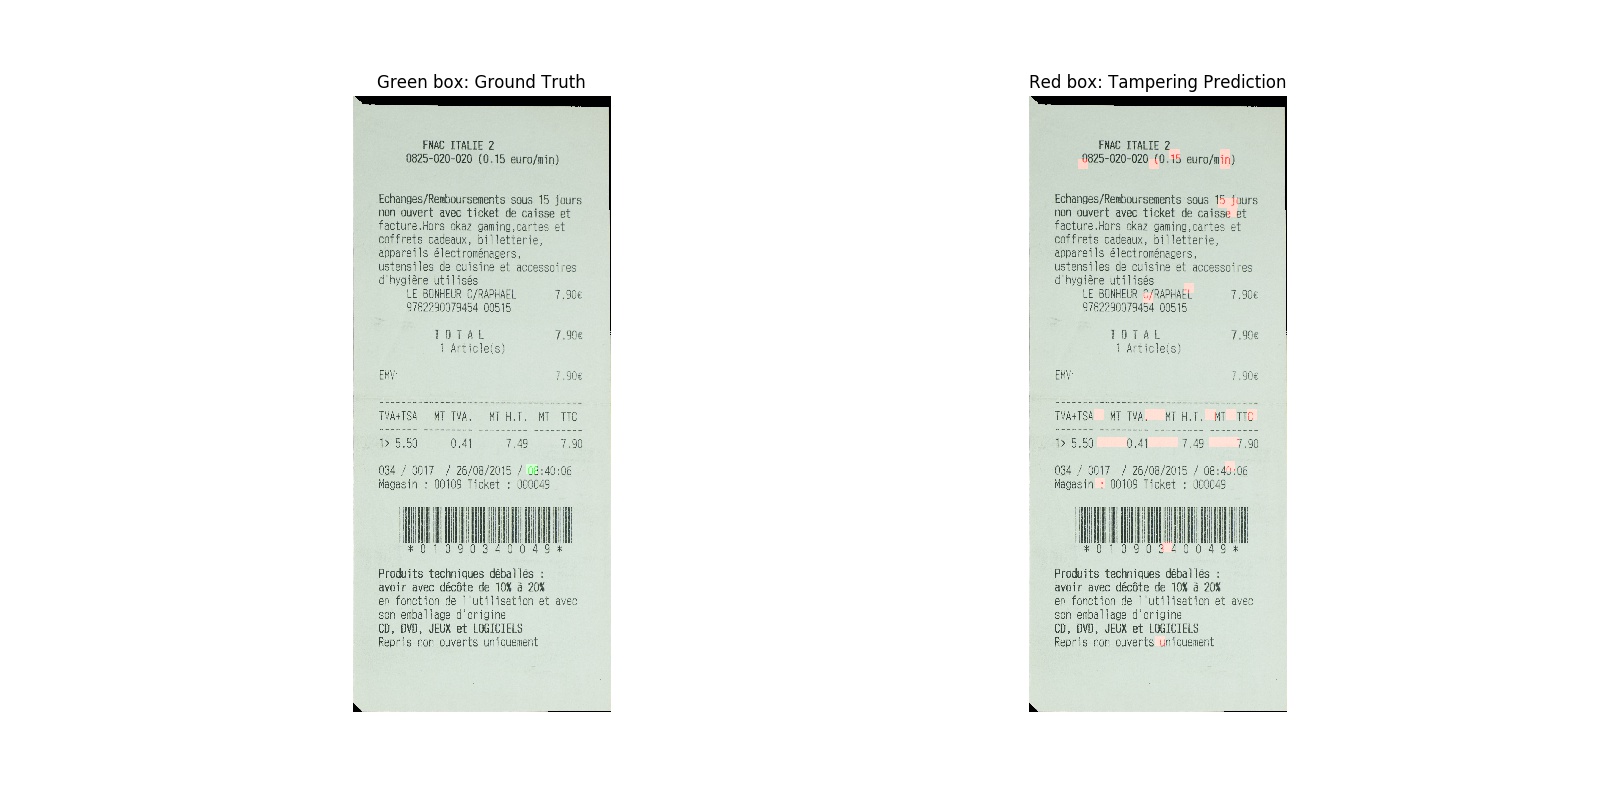 Green box: Ground Truth
FNAC ITALIE 2
0825-020-020 (0.15 euro/min)
Echanges/Remboursements sous 15 jours
non ouvert avec ticket de caisse et
facture.Hors okaz gaming,cartes et
coffrets cadeaux, billetterie,
appareils électroménagers,
ustensiles de cuisine et accessoires
d'hygiène utilisés
LE BONHEUR C/RAPHAEL 7.90€
9782290079454 00515
T O T A L 7.90€
1 Article(s)
EMV 7.90€
TVA+TSA MT TVA. MT H.T. MT TTC
1> 5.50 0.41 7.49 7.90
034 / 0017 / 26/08/2015 / 08:40:06
Magasin : 00109 Ticket : 000049
*01090340049*
Produits techniques déballés :
avoir avec décôte de 10% à 20%
en fonction de l'utilisation et avec
son emballage d'origine
CD, DVD, JEUX et LOGICIELS
Repris non ouverts uniquement
Red box: Tampering Prediction
FNAC ITALIE 2
0825-020-020 (0.15 euro/min)
Echanges/Remboursements sous 15 jours
non ouvert avec ticket de caisse et
facture.Hors okaz gaming,cartes et
coffrets cadeaux, billetterie,
appareils électroménagers,
ustensiles de cuisine et accessoires
d'hygiène utilisés
LE BONHEUR C/RAPHAEL 7.90€
9782290079454 00515
T O T A L 7.90€
1 Article(s)
EMV 7.90€
TVA+TSA MT TVA. MT H.T. MT TTC
1> 5.50 0.41 7.49 7.90
034 / 0017 / 26/08/2015 / 08:40:06
Magasin : 00109 Ticket : 000049
*01090340049*
Produits techniques déballés :
avoir avec décôte de 10% à 20%
en fonction de l'utilisation et avec
son emballage d'origine
CD, DVD, JEUX et LOGICIELS
Repris non ouverts uniquement